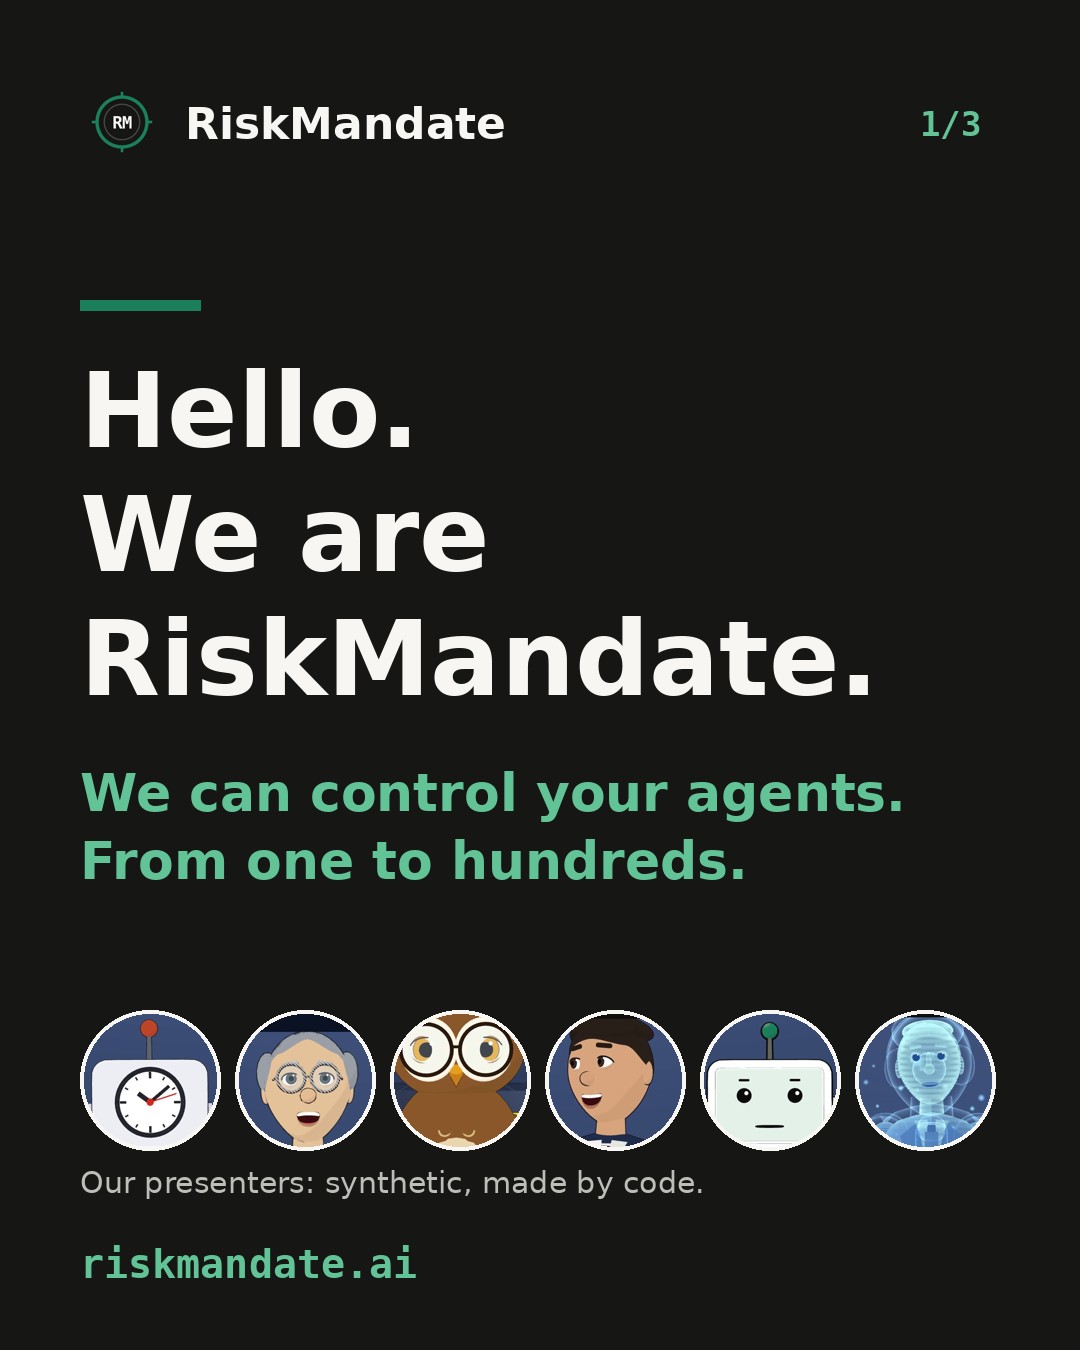 RM
RiskMandate
1/3
Hello.
We are
RiskMandate.
We can control your agents.
From one to hundreds.
Our presenters: synthetic, made by code.
riskmandate.ai